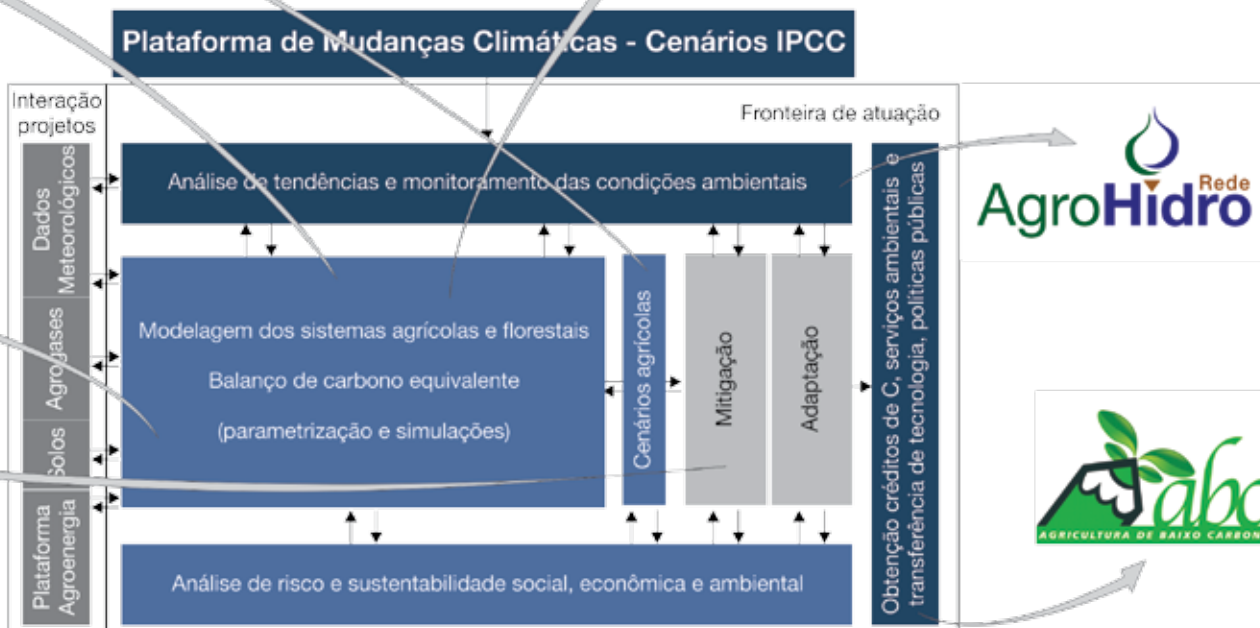 Plataforma de Mudanças Climáticas - Cenários IPCC
Interação
projetos
Fronteira de atuação
Dados
Meteorológicos
Agrogases
Solos
Plataforma
Agroenergia
Análise de tendências e monitoramento das condições ambientais
Modelagem dos sistemas agrícolas e florestais
Balanço de carbono equivalente
(parametrização e simulações)
Cenários agrícolas
Mitigação
Adaptação
Obtenção créditos de C, serviços ambientais e
transferência de tecnologia, políticas públicas
Análise de risco e sustentabilidade social, econômica e ambiental
Rede
AgroHidro
abc
AGRICULTURA DE BAIXO CARBON